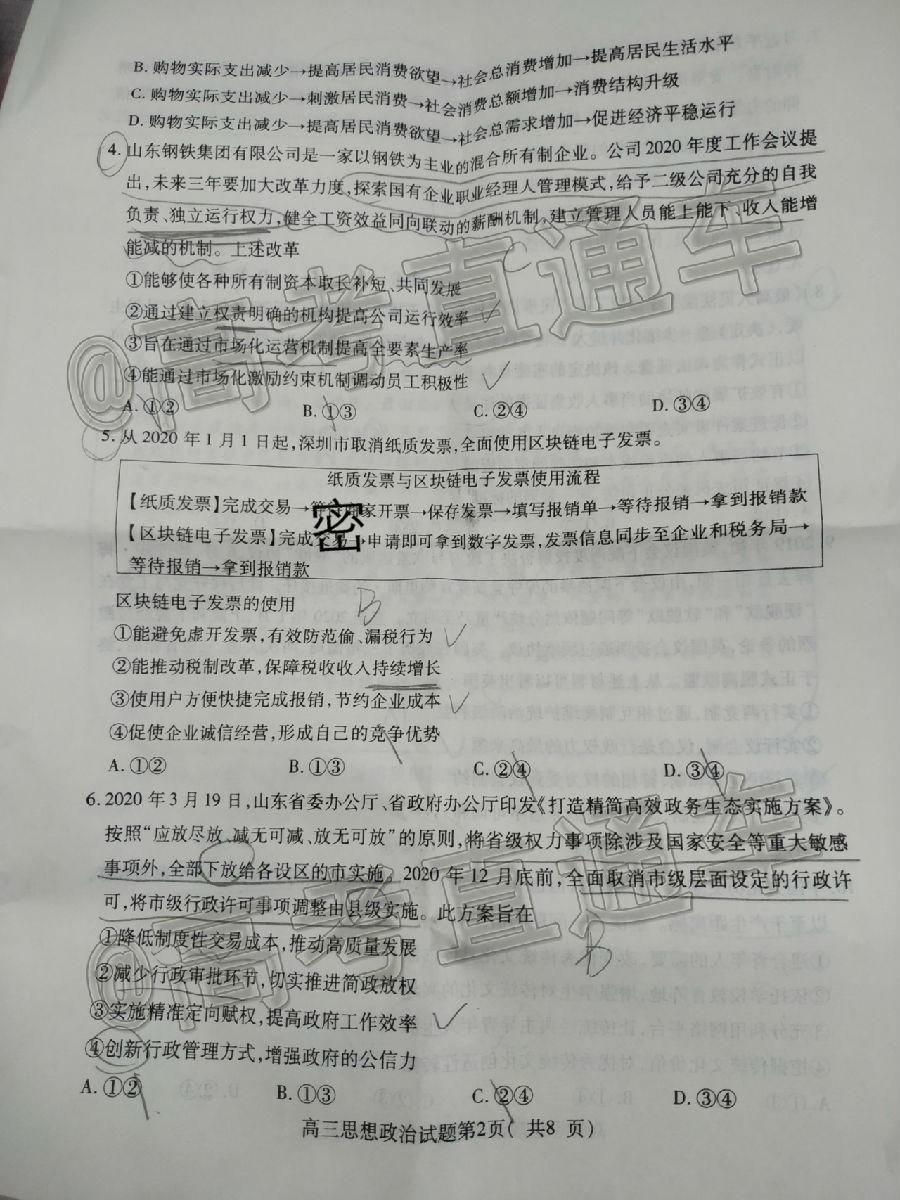 B. 购物实际支出减少→提高居民消费欲望→社会总消费增加→提高居民生活水平
C. 购物实际支出减少→刺激居民消费→社会消费总额增加→消费结构升级
D. 购物实际支出减少→提高居民消费欲望→社会总需求增加→促进经济平稳运行
4. 山东钢铁集团有限公司是一家以钢铁为主业的混合所有制企业。公司2020年度工作会议提
出，未来三年要加大改革力度，探索国有企业职业经理人管理模式，给予二级公司充分的自我
负责、独立运行权力，健全工资效益同向联动的薪酬机制，建立管理人员能上能下、收入能增
能减的机制。上述改革
①能够使各种所有制资本取长补短、共同发展
②通过建立权责明确的机构提高公司运行效率
③旨在通过市场化运营机制提高全要素生产率
④能通过市场化激励约束机制调动员工积极性
A. ①② B. ①③ C. ②④ D. ③④
5. 从2020年1月1日起，深圳市取消纸质发票，全面使用区块链电子发票。
纸质发票与区块链电子发票使用流程
【纸质发票】完成交易→等 家开票→保存发票→填写报销单→等待报销→拿到报销款
【区块链电子发票】完成交易→申请即可拿到数字发票，发票信息同步至企业和税务局→
等待报销→拿到报销款
密
区块链电子发票的使用
B
①能避免虚开发票，有效防范偷、漏税行为
②能推动税制改革，保障税收收入持续增长
③使用户方便快捷完成报销，节约企业成本
④促使企业诚信经营，形成自己的竞争优势
A. ①② B. ①③ C. ②④ D. ③④
6. 2020年3月19日，山东省委办公厅、省政府办公厅印发《打造精简高效政务生态实施方案》。
按照“应放尽放、减无可减、放无可放”的原则，将省级权力事项除涉及国家安全等重大敏感
事项外，全部下放给各设区的市实施。2020年12月底前，全面取消市级层面设定的行政许
可，将市级行政许可事项调整由县级实施。此方案旨在
B
①降低制度性交易成本，推动高质量发展
②减少行政审批环节，切实推进简政放权
③实施精准定向赋权，提高政府工作效率
④创新行政管理方式，增强政府的公信力
A. ①② B. ①③ C. ②④ D. ③④
高三思想政治试题第2页( 共8 页)
@高考直通车
@高考直通车